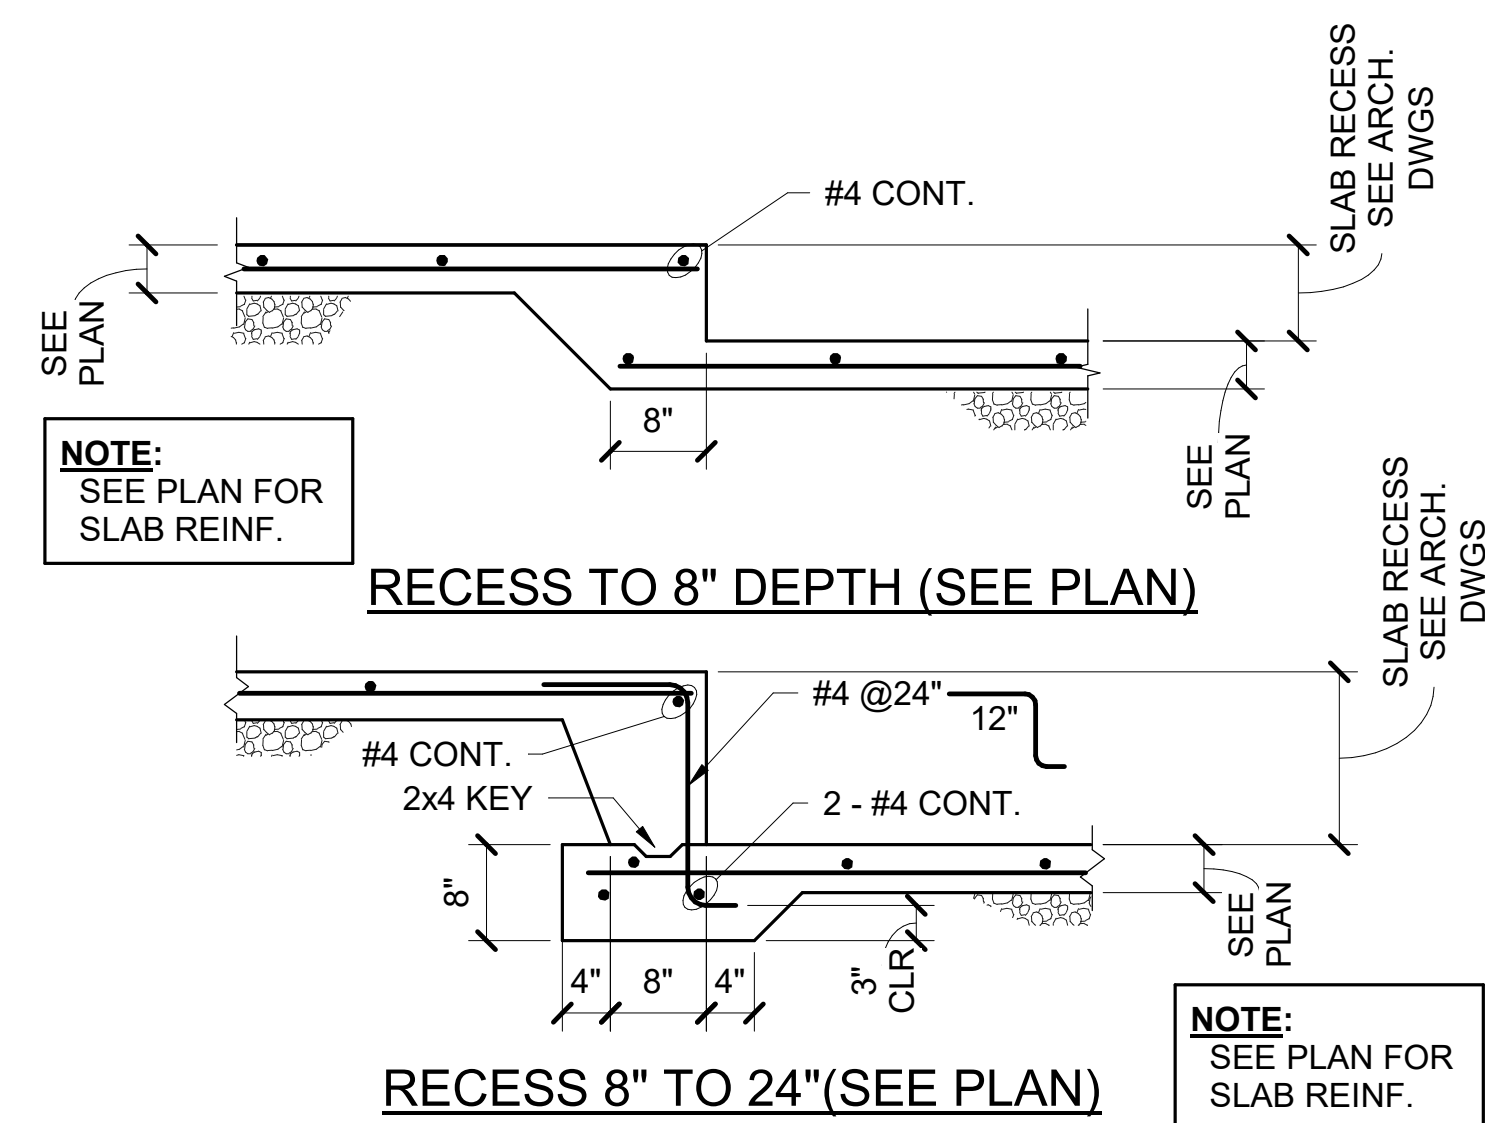 SLAB RECESS
SEE ARCH.
DWGS
#4 CONT.
SEE
PLAN
8"
SEE
PLAN
NOTE:
SEE PLAN FOR
SLAB REINF.
RECESS TO 8" DEPTH (SEE PLAN)
SLAB RECESS
SEE ARCH.
DWGS
#4 @24"
12"
#4 CONT.
2x4 KEY
2 - #4 CONT.
8"
SEE
PLAN
4"
8"
4"
3"
CLR
NOTE:
SEE PLAN FOR
SLAB REINF.
RECESS 8" TO 24"(SEE PLAN)